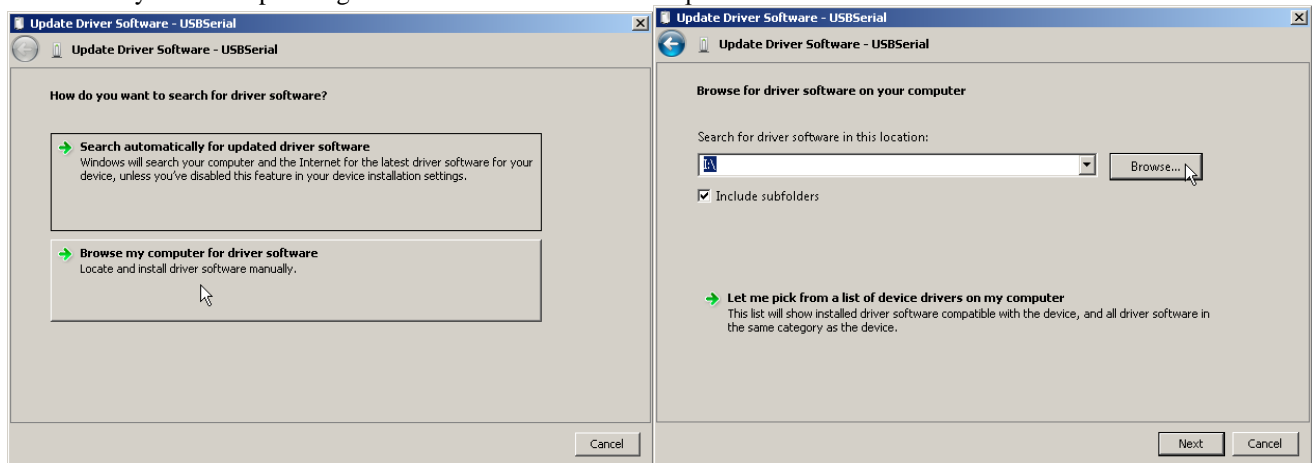 Update Driver Software - USBSerial
Update Driver Software - USBSerial
How do you want to search for driver software?
Search automatically for updated driver software
Windows will search your computer and the Internet for the latest driver software for your
device, unless you've disabled this feature in your device installation settings.
Browse my computer for driver software
Locate and install driver software manually.
Cancel
Update Driver Software - USBSerial
Update Driver Software - USBSerial
Browse for driver software on your computer
Search for driver software in this location:
Browse...
Include subfolders
Let me pick from a list of device drivers on my computer
This list will show installed driver software compatible with the device, and all driver software in
the same category as the device.
Next Cancel